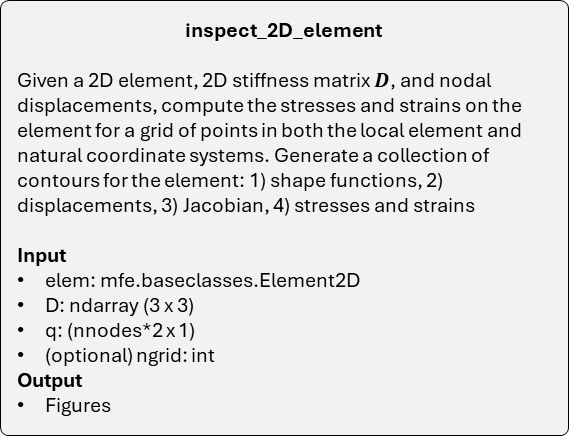 inspect_2D_element
Given a 2D element, 2D stiffness matrix D, and nodal
displacements, compute the stresses and strains on the
element for a grid of points in both the local element and
natural coordinate systems. Generate a collection of
contours for the element: 1) shape functions, 2)
displacements, 3) Jacobian, 4) stresses and strains
Input
• elem: mfe.baseclasses.Element2D
• D: ndarray (3 x 3)
• q: (nnodes*2 x 1)
• (optional) ngrid: int
Output
• Figures